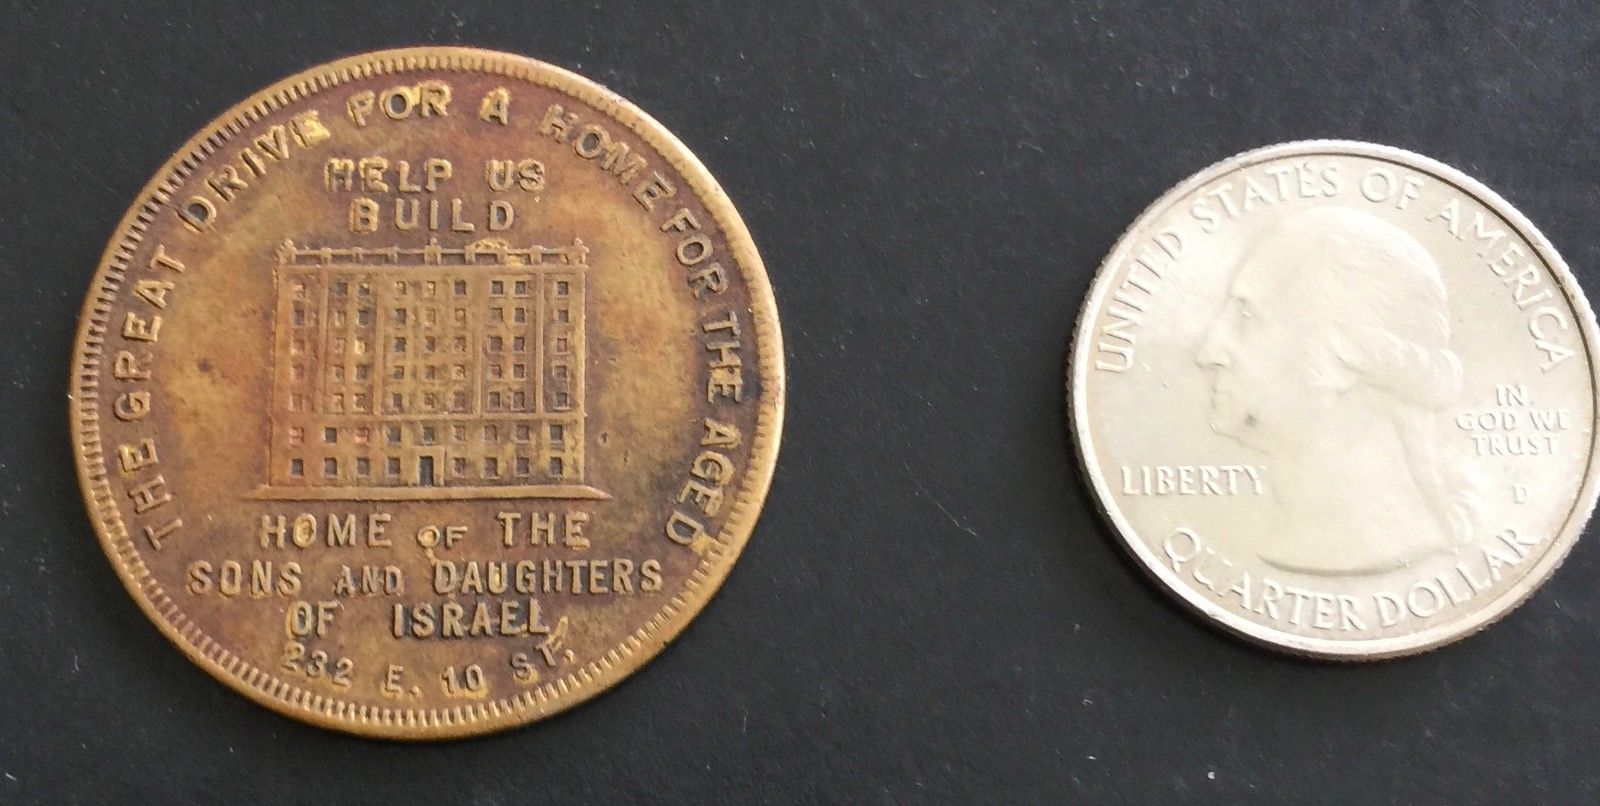 THE GREAT DRIVE FOR A HOME FOR THE AGED
HELP US
BUILD
HOME OF THE
SONS AND DAUGHTERS
OF ISRAEL
232 E. 10 ST.
UNITED STATES OF AMERICA
IN
GOD WE
TRUST
LIBERTY
D
QUARTER DOLLAR